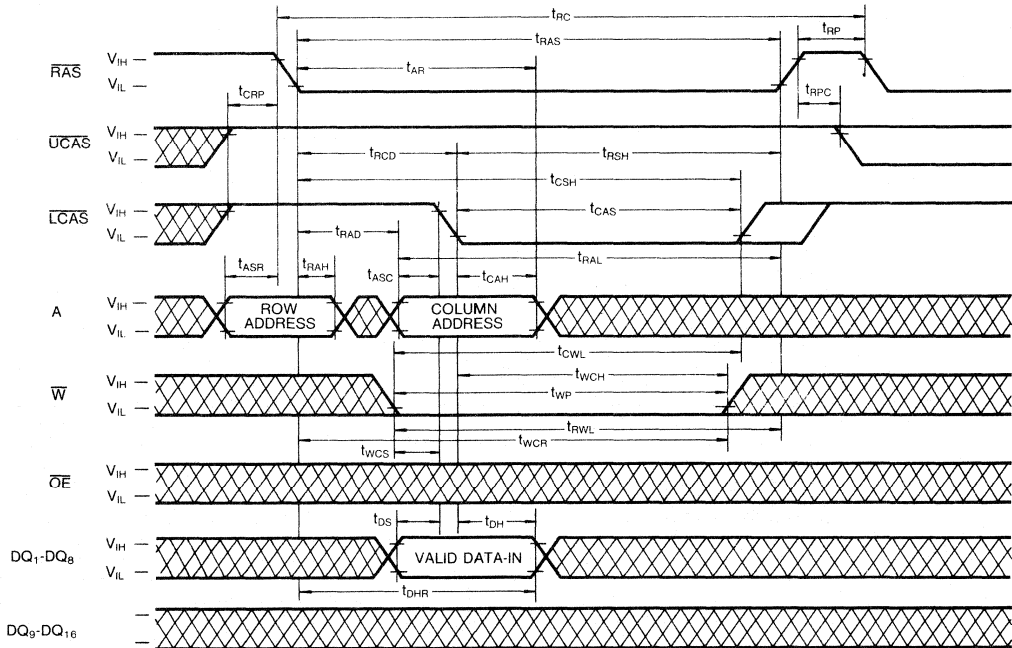 tRC
tRP
tRAS
RAS VIH VIL
tAR
tCRP
tRPC
UCAS VIH VIL
tRCD
tRSH
tCSH
LCAS VIH VIL
tCAS
tRAD
tRAL
tASR
tRAH
tASC
tCAH
A VIH VIL
ROW ADDRESS
COLUMN ADDRESS
tCWL
tWCH
W VIH VIL
tWP
tRWL
tWCR
tWCS
OE VIH VIL
tDS
tDH
DQ1-DQ8 VIH VIL
VALID DATA-IN
tDHR
DQ9-DQ16